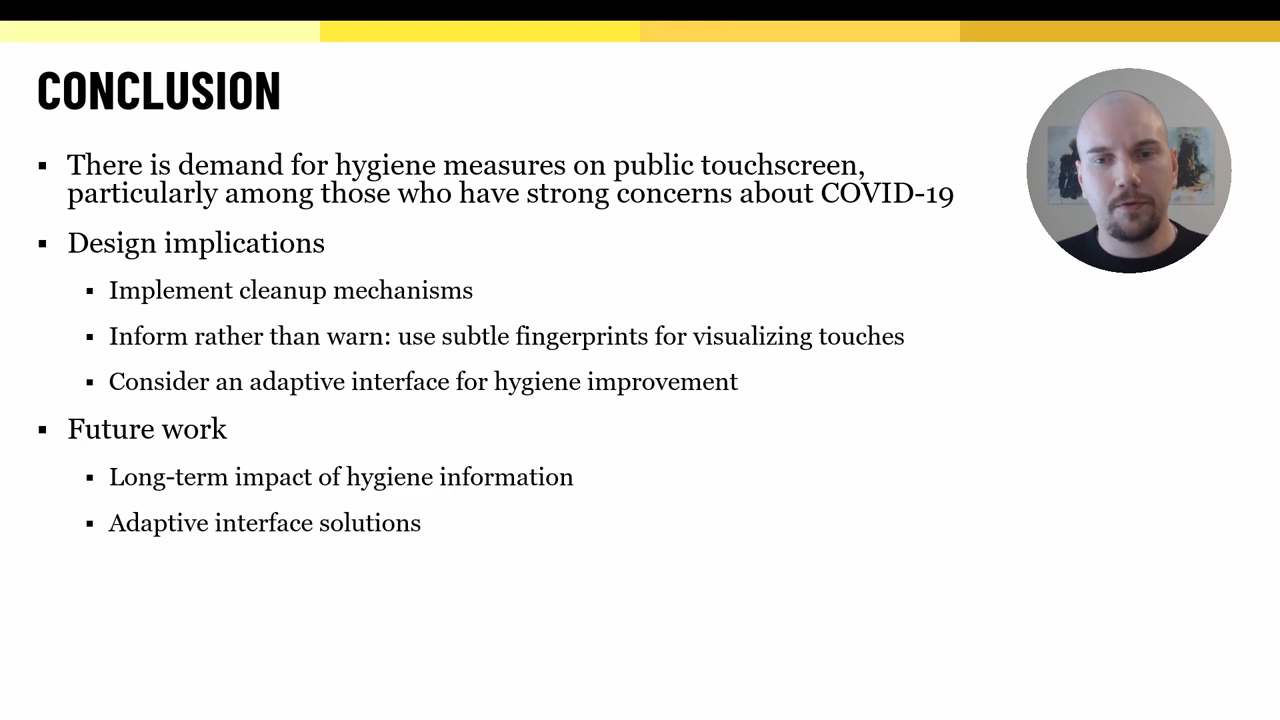 CONCLUSION
▪ There is demand for hygiene measures on public touchscreen,
particularly among those who have strong concerns about COVID-19
▪ Design implications
▪ Implement cleanup mechanisms
▪ Inform rather than warn: use subtle fingerprints for visualizing touches
▪ Consider an adaptive interface for hygiene improvement
▪ Future work
▪ Long-term impact of hygiene information
▪ Adaptive interface solutions